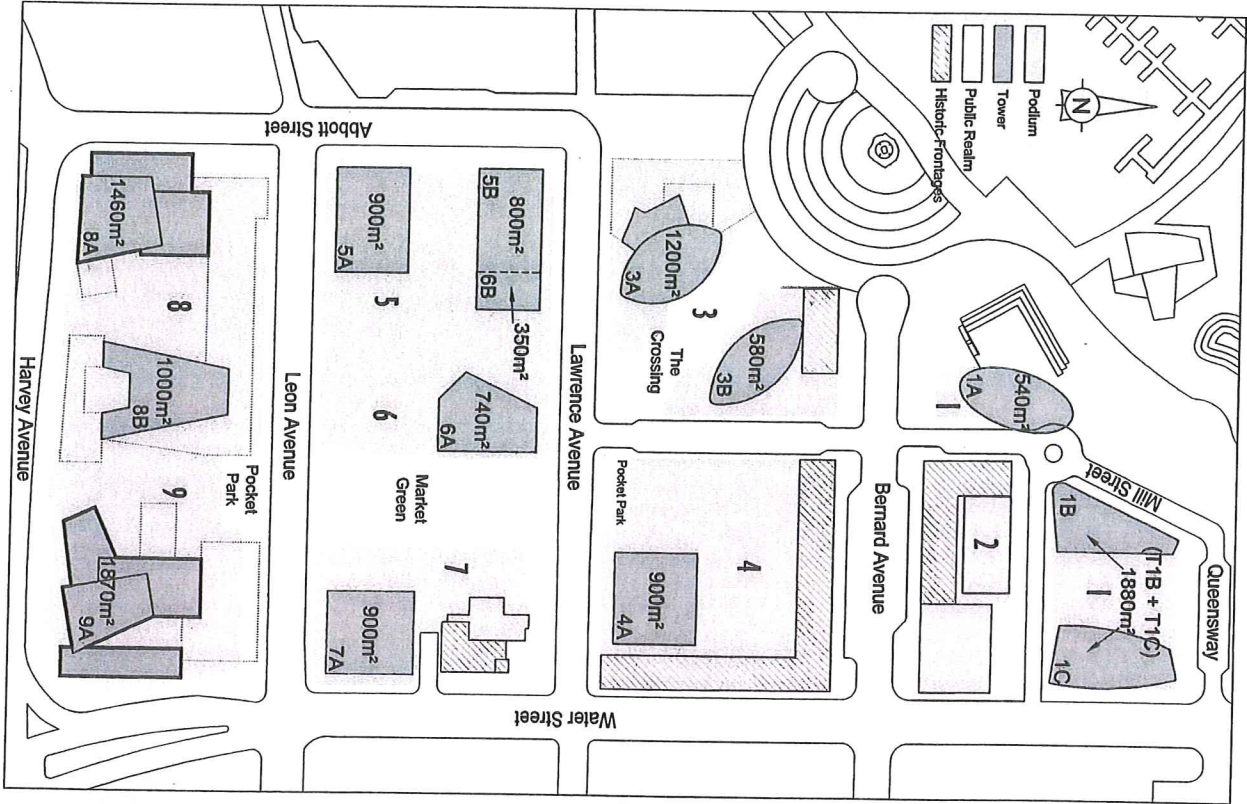 Podium
Tower
Public Realm
Historic Frontages
N
Queensway
Mill Street
540m²
1A
1
1B
(T1B + T1C)
1880m²
1
1C
2
Bernard Avenue
1200m²
3A
3
580m²
3B
The
Crossing
4
900m²
4A
Pocket Park
Lawrence Avenue
Abbott Street
800m²
5B
6B
350m²
900m²
5A
5
740m²
6A
6
Market
Green
7
900m²
7A
Water Street
Leon Avenue
1460m²
8A
8
1000m²
8B
Pocket
Park
9
1870m²
9A
Harvey Avenue